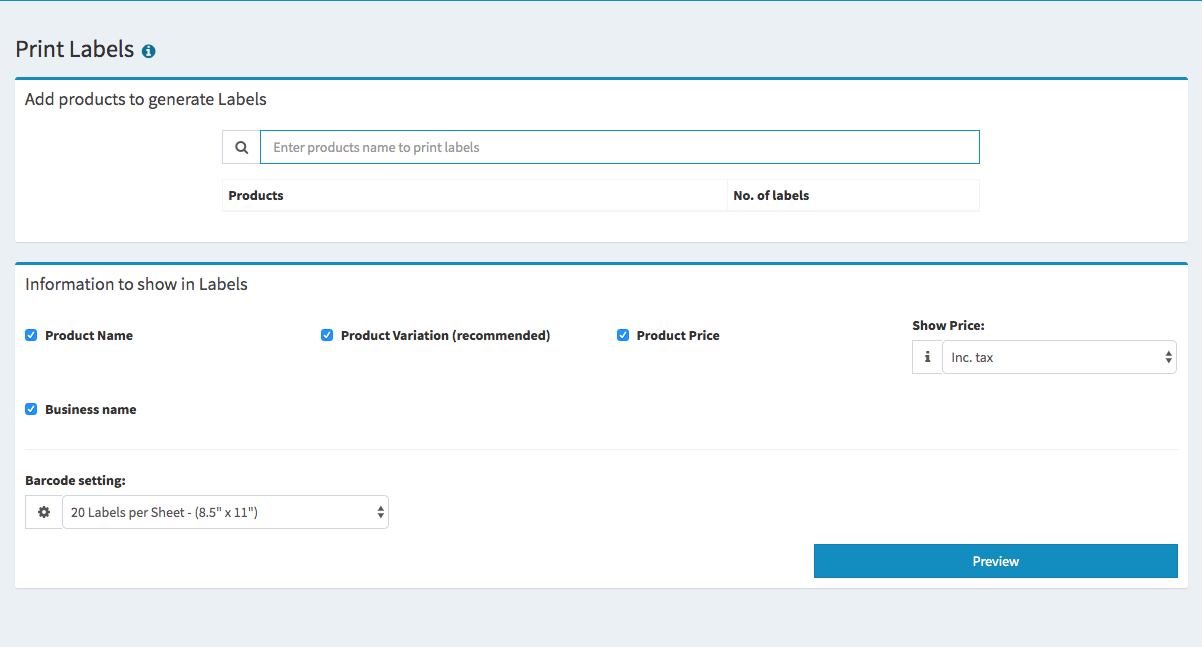 Print Labels
Add products to generate Labels
Enter products name to print labels
Products No. of labels
Information to show in Labels
Product Name Product Variation (recommended) Product Price Show Price:
Inc. tax
Business name
Barcode setting:
20 Labels per Sheet - (8.5" x 11")
Preview